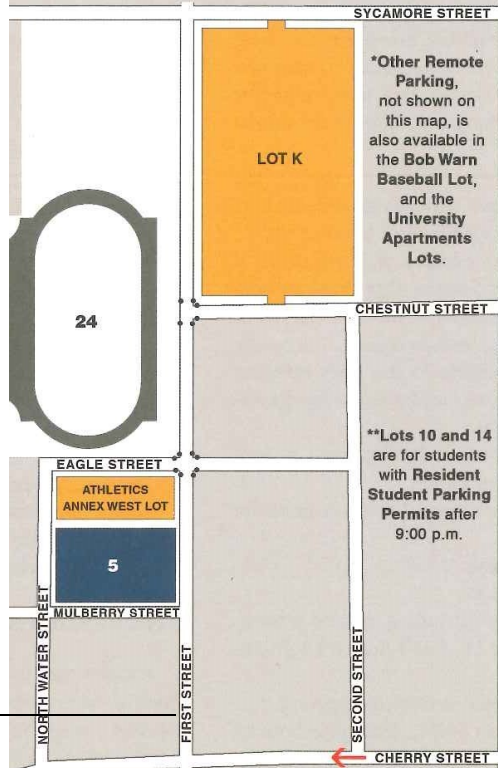 SYCAMORE STREET
*Other Remote
Parking,
not shown on
this map, is
also available in
the Bob Warn
Baseball Lot,
and the
University
Apartments
Lots.
LOT K
CHESTNUT STREET
24
**Lots 10 and 14
are for students
with Resident
Student Parking
Permits after
9:00 p.m.
EAGLE STREET
ATHLETICS
ANNEX WEST LOT
5
MULBERRY STREET
NORTH WATER STREET
FIRST STREET
SECOND STREET
CHERRY STREET